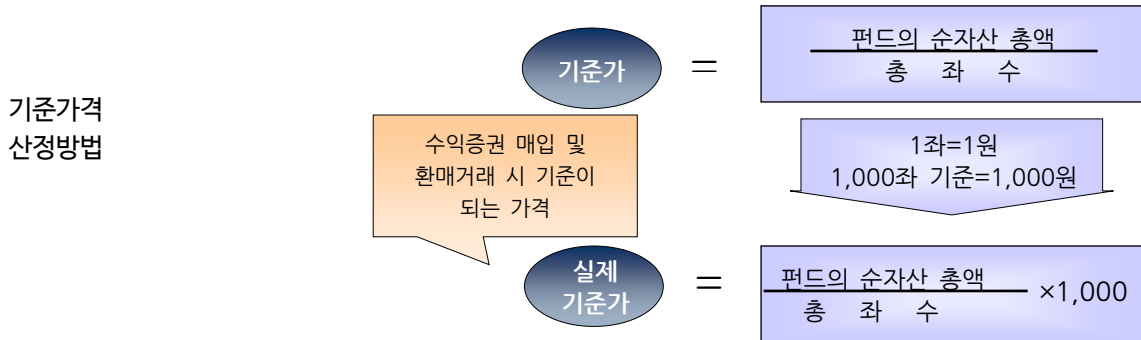 기준가격
산정방법
기준가
=
펀드의 순자산 총액
총 좌 수
수익증권 매입 및
환매거래 시 기준이
되는 가격
1좌=1원
1,000좌 기준=1,000원
실제
기준가
=
펀드의 순자산 총액
총 좌 수
×1,000